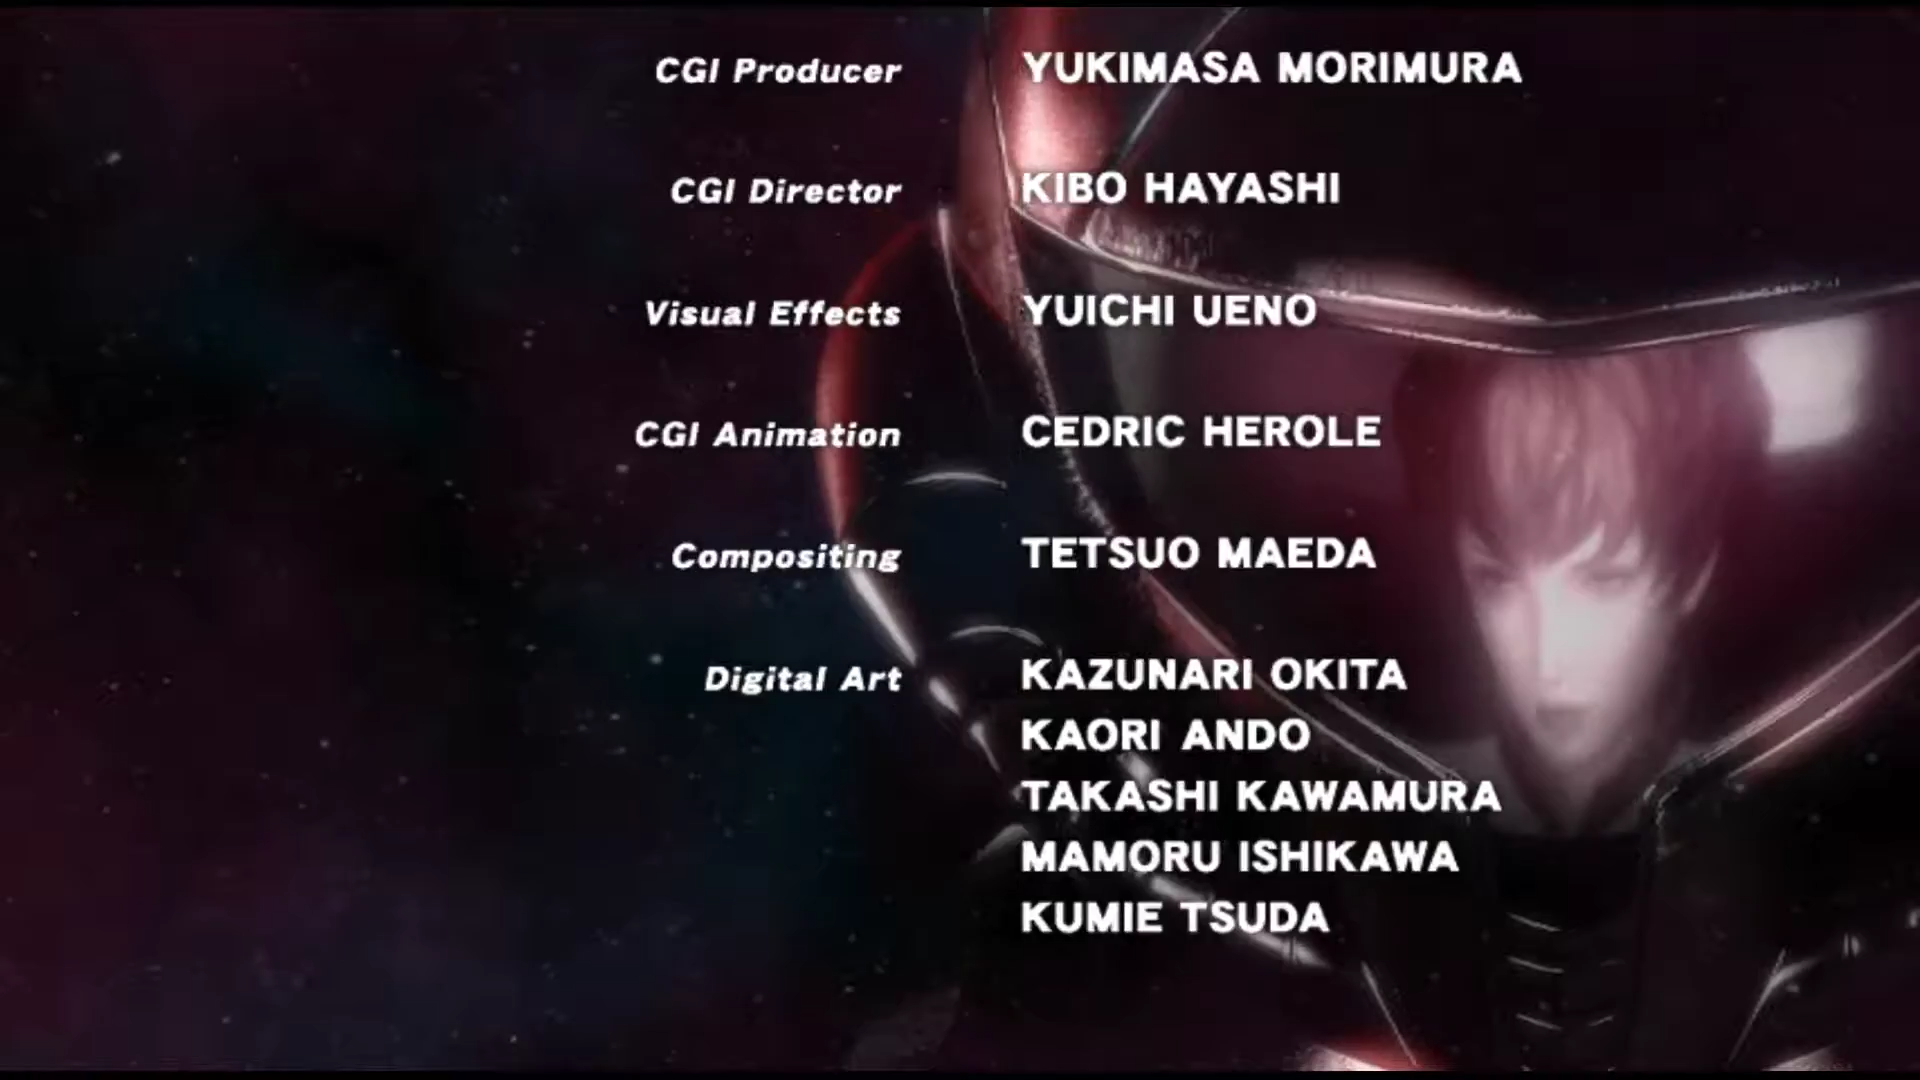 CGI Producer YUKIMASA MORIMURA
CGI Director KIBO HAYASHI
Visual Effects YUICHI UENO
CGI Animation CEDRIC HEROLE
Compositing TETSUO MAEDA
Digital Art KAZUNARI OKITA
KAORI ANDO
TAKASHI KAWAMURA
MAMORU ISHIKAWA
KUMIE TSUDA